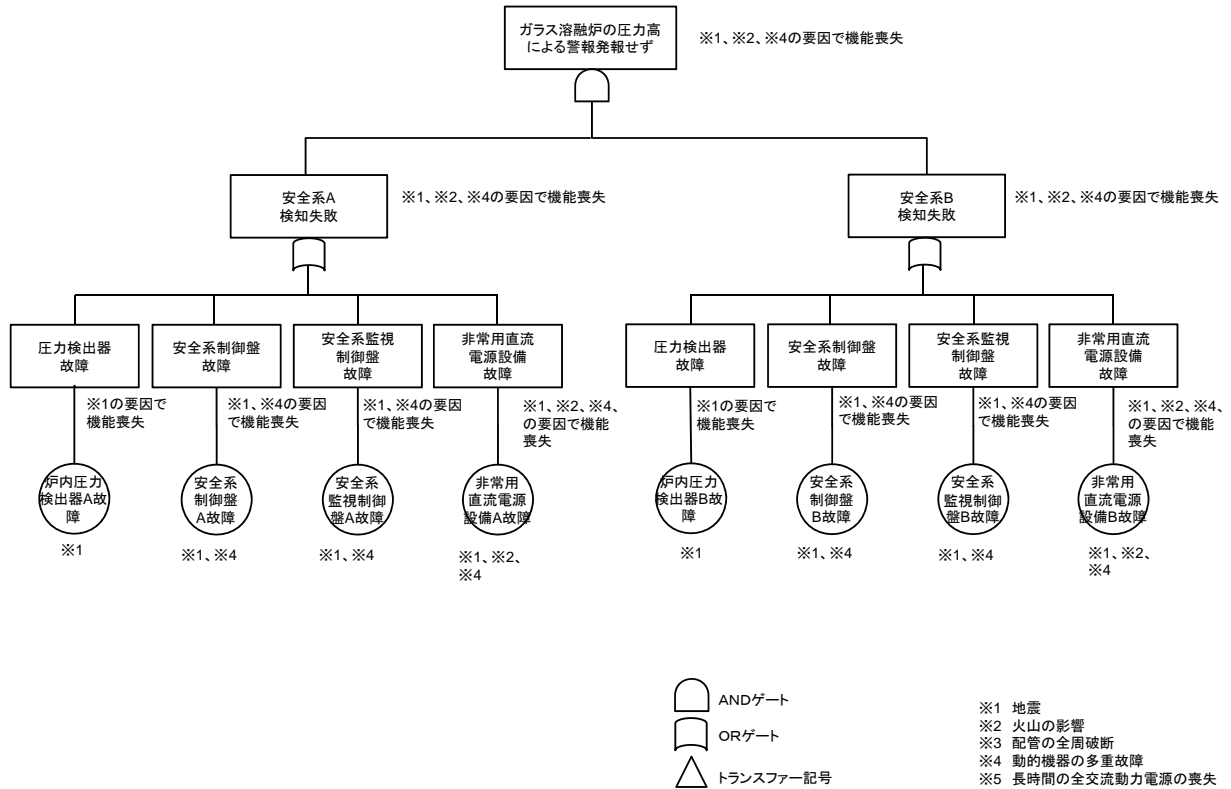 ガラス溶融炉の圧力高
による警報発報せず
※1、※2、※4の要因で機能喪失
安全系A
検知失敗
※1、※2、※4の要因で機能喪失
安全系B
検知失敗
※1、※2、※4の要因で機能喪失
圧力検出器
故障
安全系制御盤
故障
安全系監視
制御盤
故障
非常用直流
電源設備
故障
圧力検出器
故障
安全系制御盤
故障
安全系監視
制御盤
故障
非常用直流
電源設備
故障
※1の要因で
機能喪失
※1、※4の要因
で機能喪失
※1、※4の要因
で機能喪失
※1、※2、※4、
の要因で機能
喪失
※1の要因で
機能喪失
※1、※4の要因
で機能喪失
※1、※4の要因
で機能喪失
※1、※2、※4、
の要因で機能
喪失
炉内圧力
検出器A故
障
安全系
制御盤
A故障
安全系
監視制御
盤A故障
非常用
直流電源
設備A故障
炉内圧力
検出器B故
障
安全系
制御盤
B故障
安全系
監視制御
盤B故障
非常用
直流電源
設備B故障
※1
※1、※4
※1、※4
※1、※2、
※4
※1
※1、※4
※1、※4
※1、※2、
※4
ANDゲート
ORゲート
トランスファー記号
※1 地震
※2 火山の影響
※3 配管の全周破断
※4 動的機器の多重故障
※5 長時間の全交流動力電源の喪失